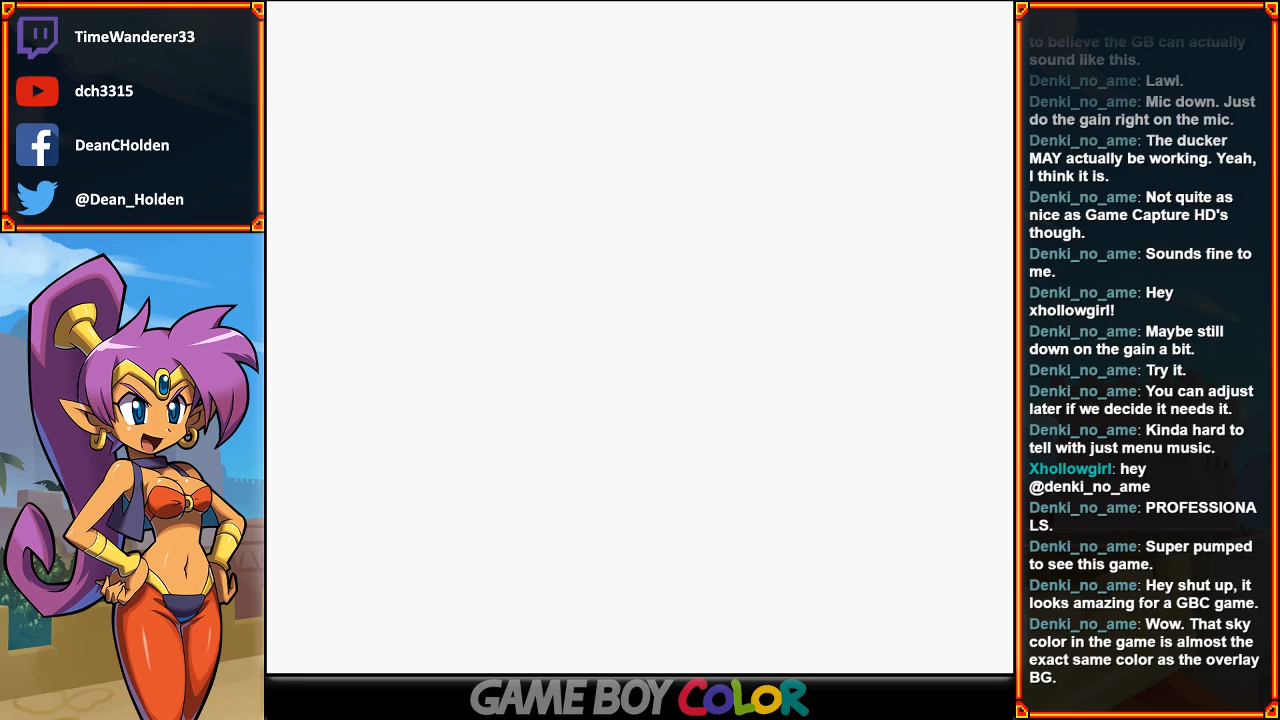 TimeWanderer33
dch3315
DeanCHolden
@Dean_Holden
to believe the GB can actually
sound like this.
Denki_no_ame: Lawl.
Denki_no_ame: Mic down. Just
do the gain right on the mic.
Denki_no_ame: The ducker
MAY actually be working. Yeah,
I think it is.
Denki_no_ame: Not quite as
nice as Game Capture HD's
though.
Denki_no_ame: Sounds fine to
me.
Denki_no_ame: Hey
xhollowgirl!
Denki_no_ame: Maybe still
down on the gain a bit.
Denki_no_ame: Try it.
Denki_no_ame: You can adjust
later if we decide it needs it.
Denki_no_ame: Kinda hard to
tell with just menu music.
Xhollowgirl: hey
@denki_no_ame
Denki_no_ame: PROFESSIONA
LS.
Denki_no_ame: Super pumped
to see this game.
Denki_no_ame: Hey shut up, it
looks amazing for a GBC game.
Denki_no_ame: Wow. That sky
color in the game is almost the
exact same color as the overlay
BG.
GAME BOY COLOR